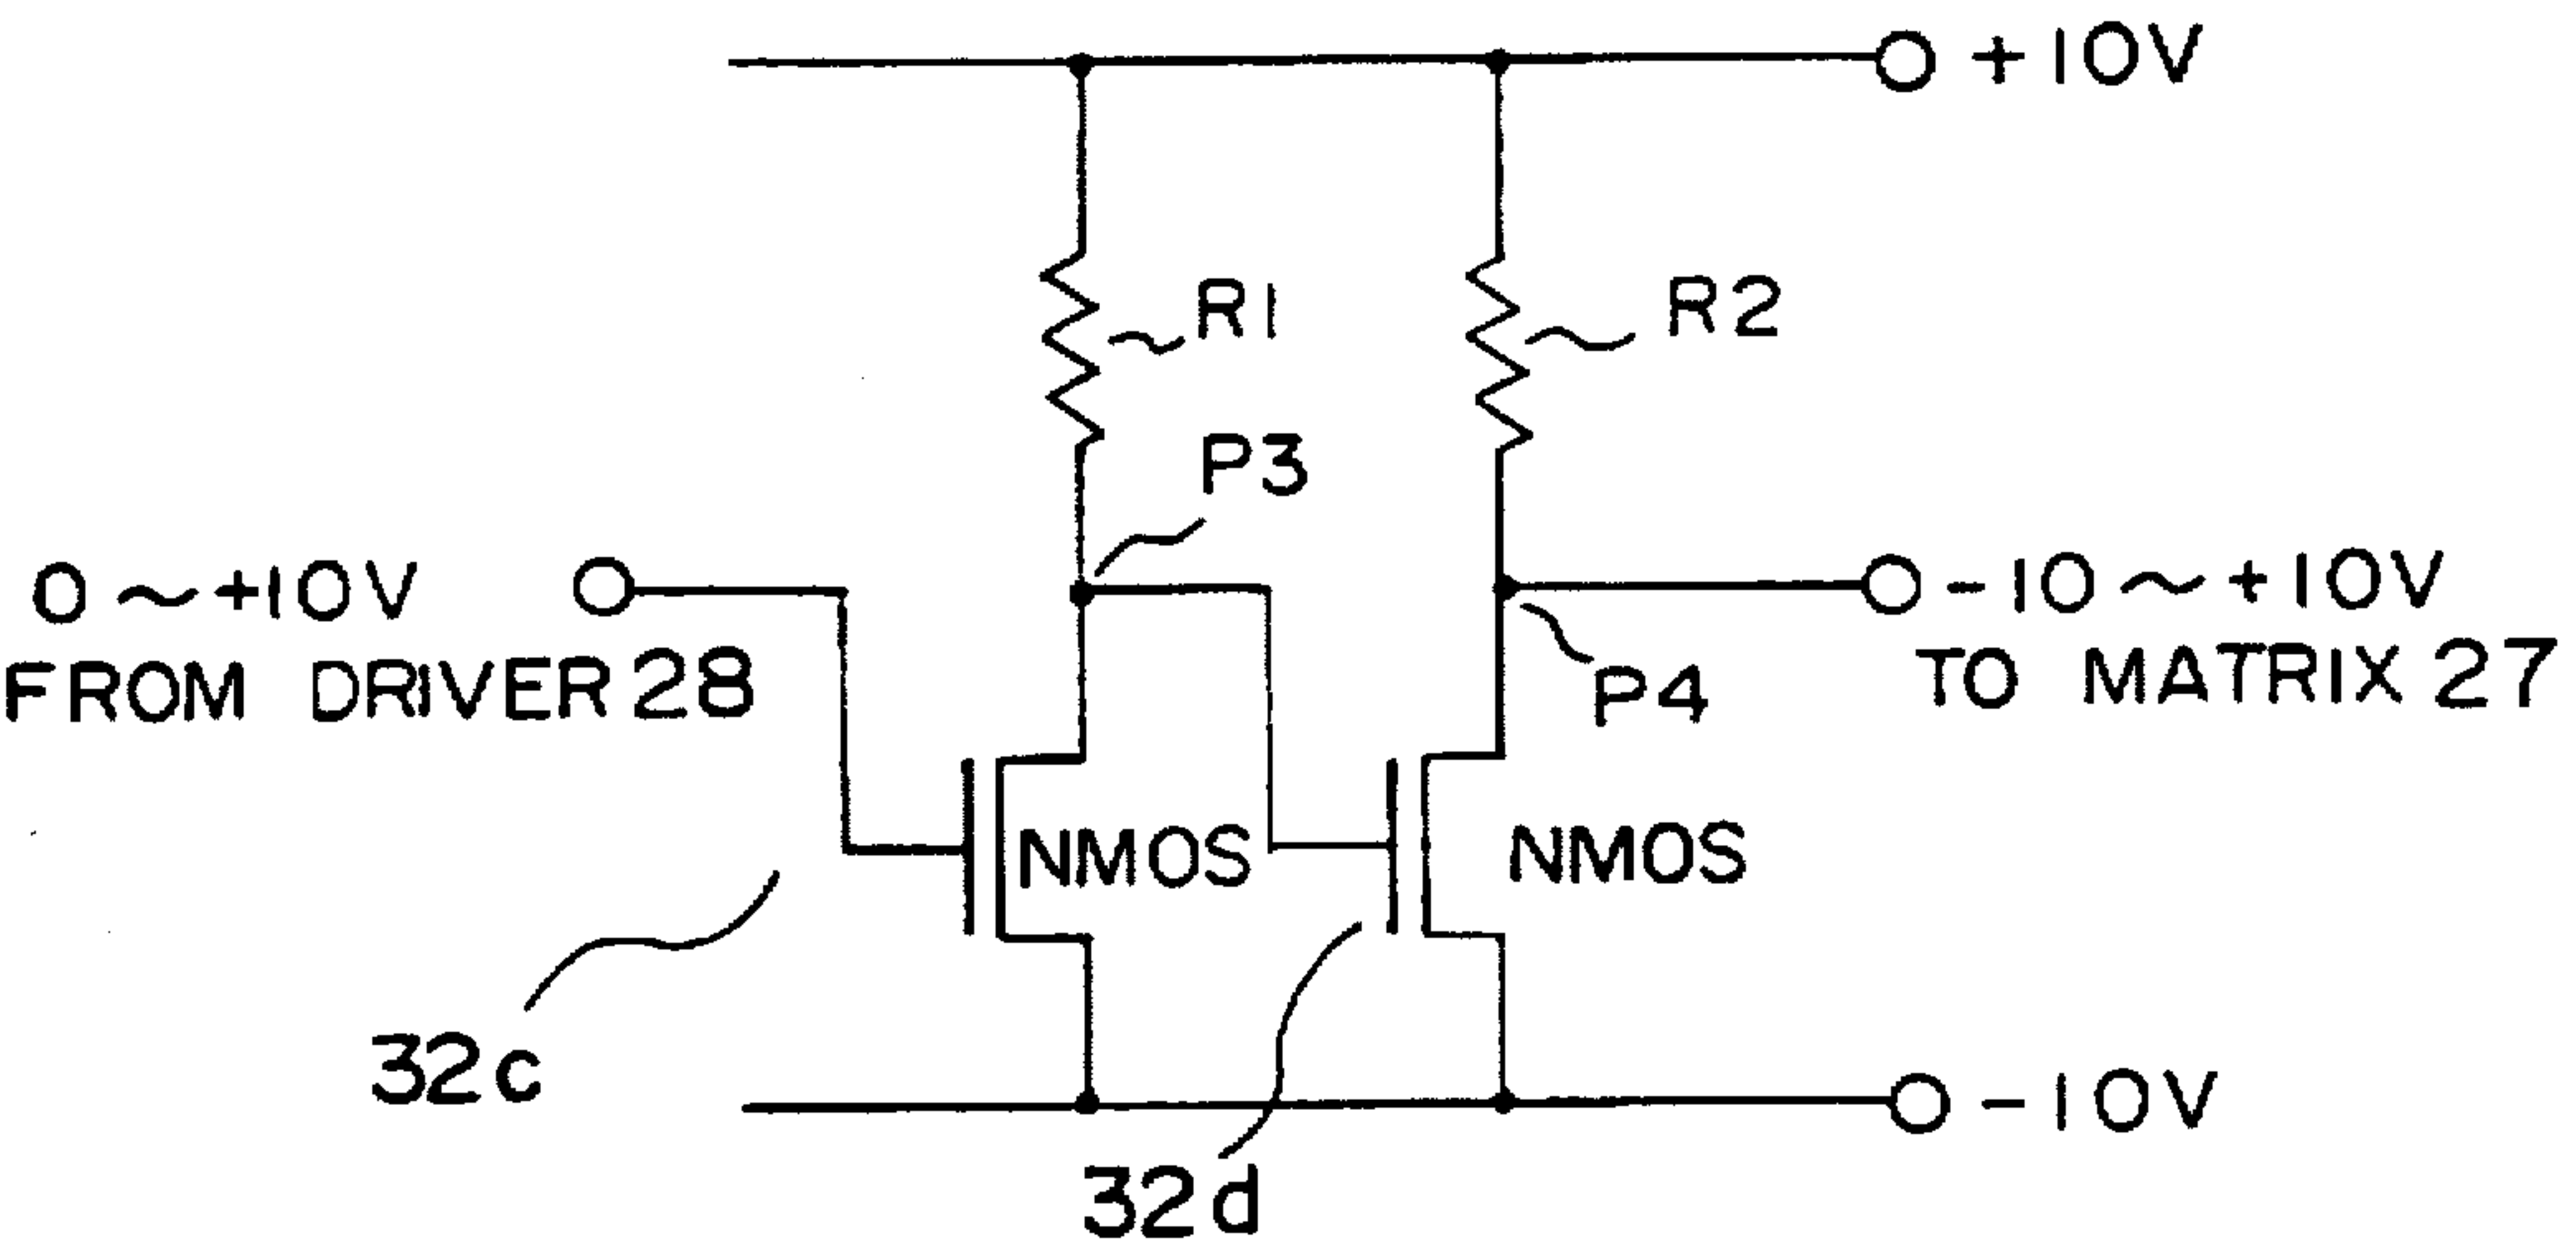 +10V
R1
R2
P3
0 ~ +10V
FROM DRIVER 28
-10 ~ +10V
TO MATRIX 27
P4
NMOS
NMOS
32c
-10V
32d